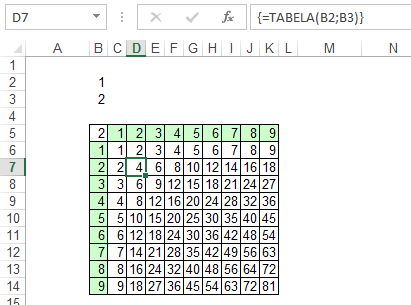 D7 fx {=TABELA(B2;B3)}
A B C D E F G H I J K L M N
1
2 1
3 2
4
5 2 1 2 3 4 5 6 7 8 9
6 1 1 2 3 4 5 6 7 8 9
7 2 2 4 6 8 10 12 14 16 18
8 3 3 6 9 12 15 18 21 24 27
9 4 4 8 12 16 20 24 28 32 36
10 5 5 10 15 20 25 30 35 40 45
11 6 6 12 18 24 30 36 42 48 54
12 7 7 14 21 28 35 42 49 56 63
13 8 8 16 24 32 40 48 56 64 72
14 9 9 18 27 36 45 54 63 72 81